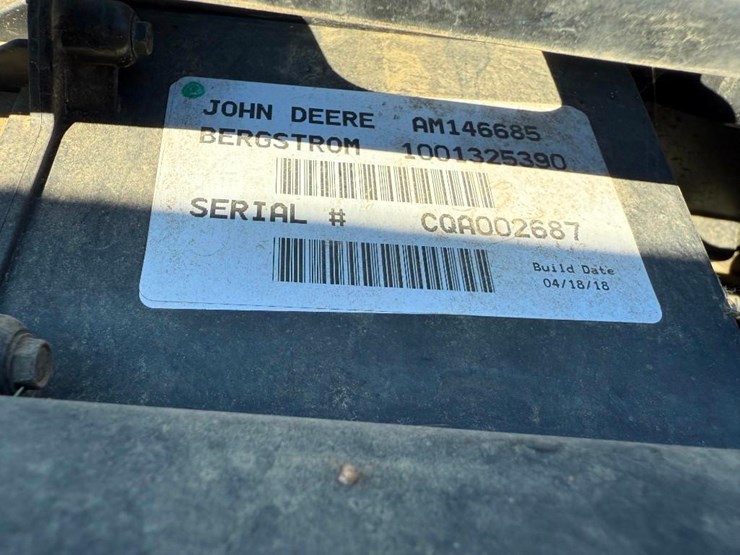 JOHN DEERE AM146685
BERGSTROM 1001325390
SERIAL # CQA002687
Build Date
04/18/18